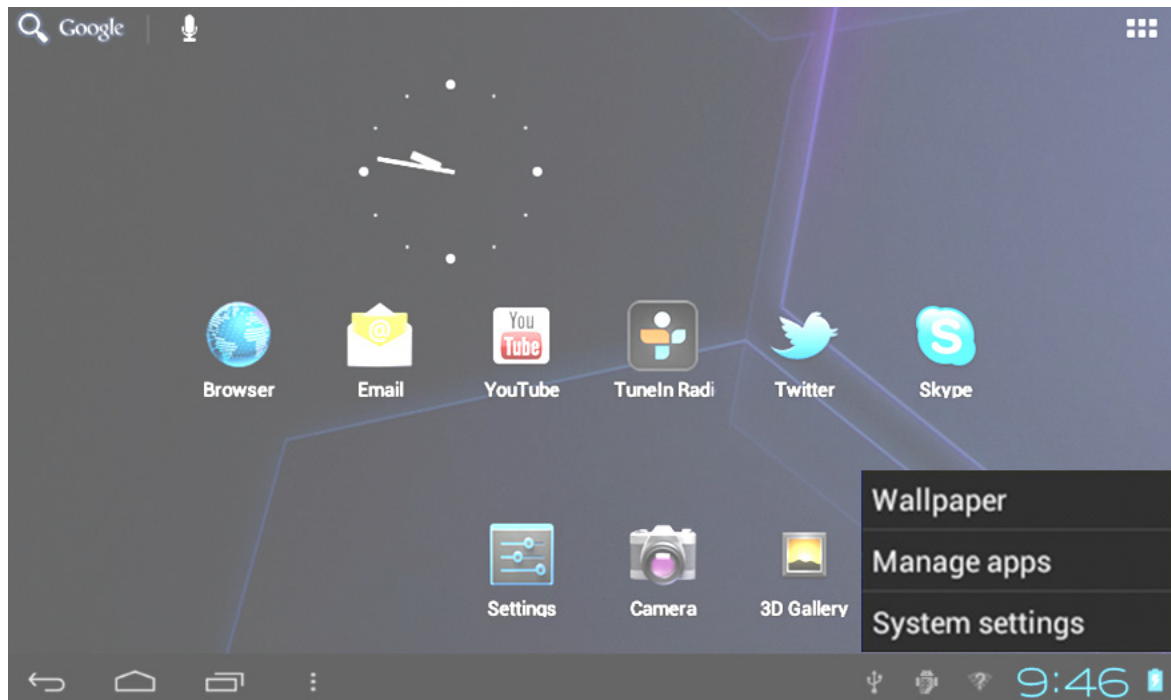 Google
Browser
Email
You
Tube
YouTube
TuneIn Radi
Twitter
S
Skype
Wallpaper
Manage apps
System settings
Settings
Camera
3D Gallery
9:46